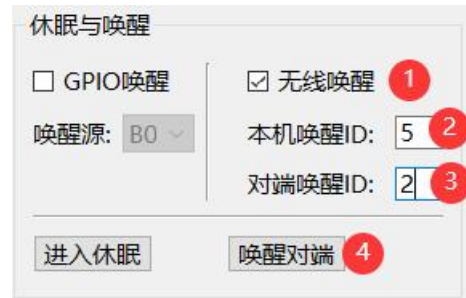 休眠与唤醒
GPIO唤醒
无线唤醒 1
唤醒源: B0
本机唤醒ID: 5 2
对端唤醒ID: 2 3
进入休眠
唤醒对端 4